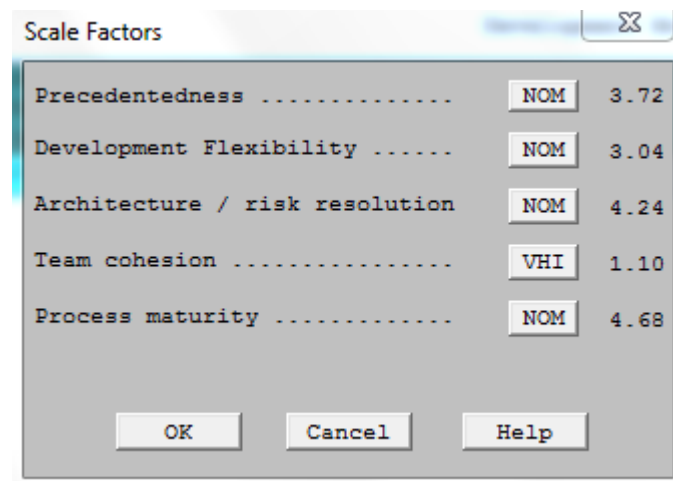 Scale Factors
Precedentedness .............. NOM 3.72
Development Flexibility ...... NOM 3.04
Architecture / risk resolution NOM 4.24
Team cohesion ................ VHI 1.10
Process maturity ............. NOM 4.68
OK Cancel Help